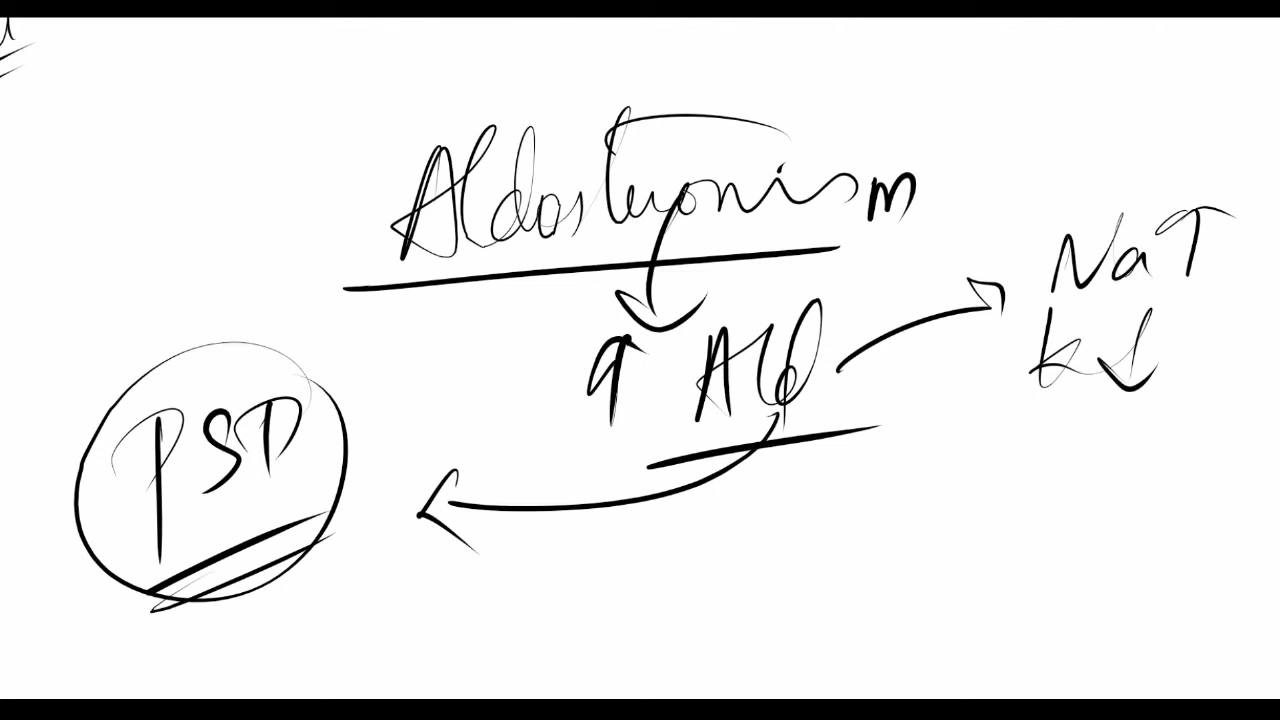 Aldosteronism
Na↑
K↓
↑ Ald
PSD